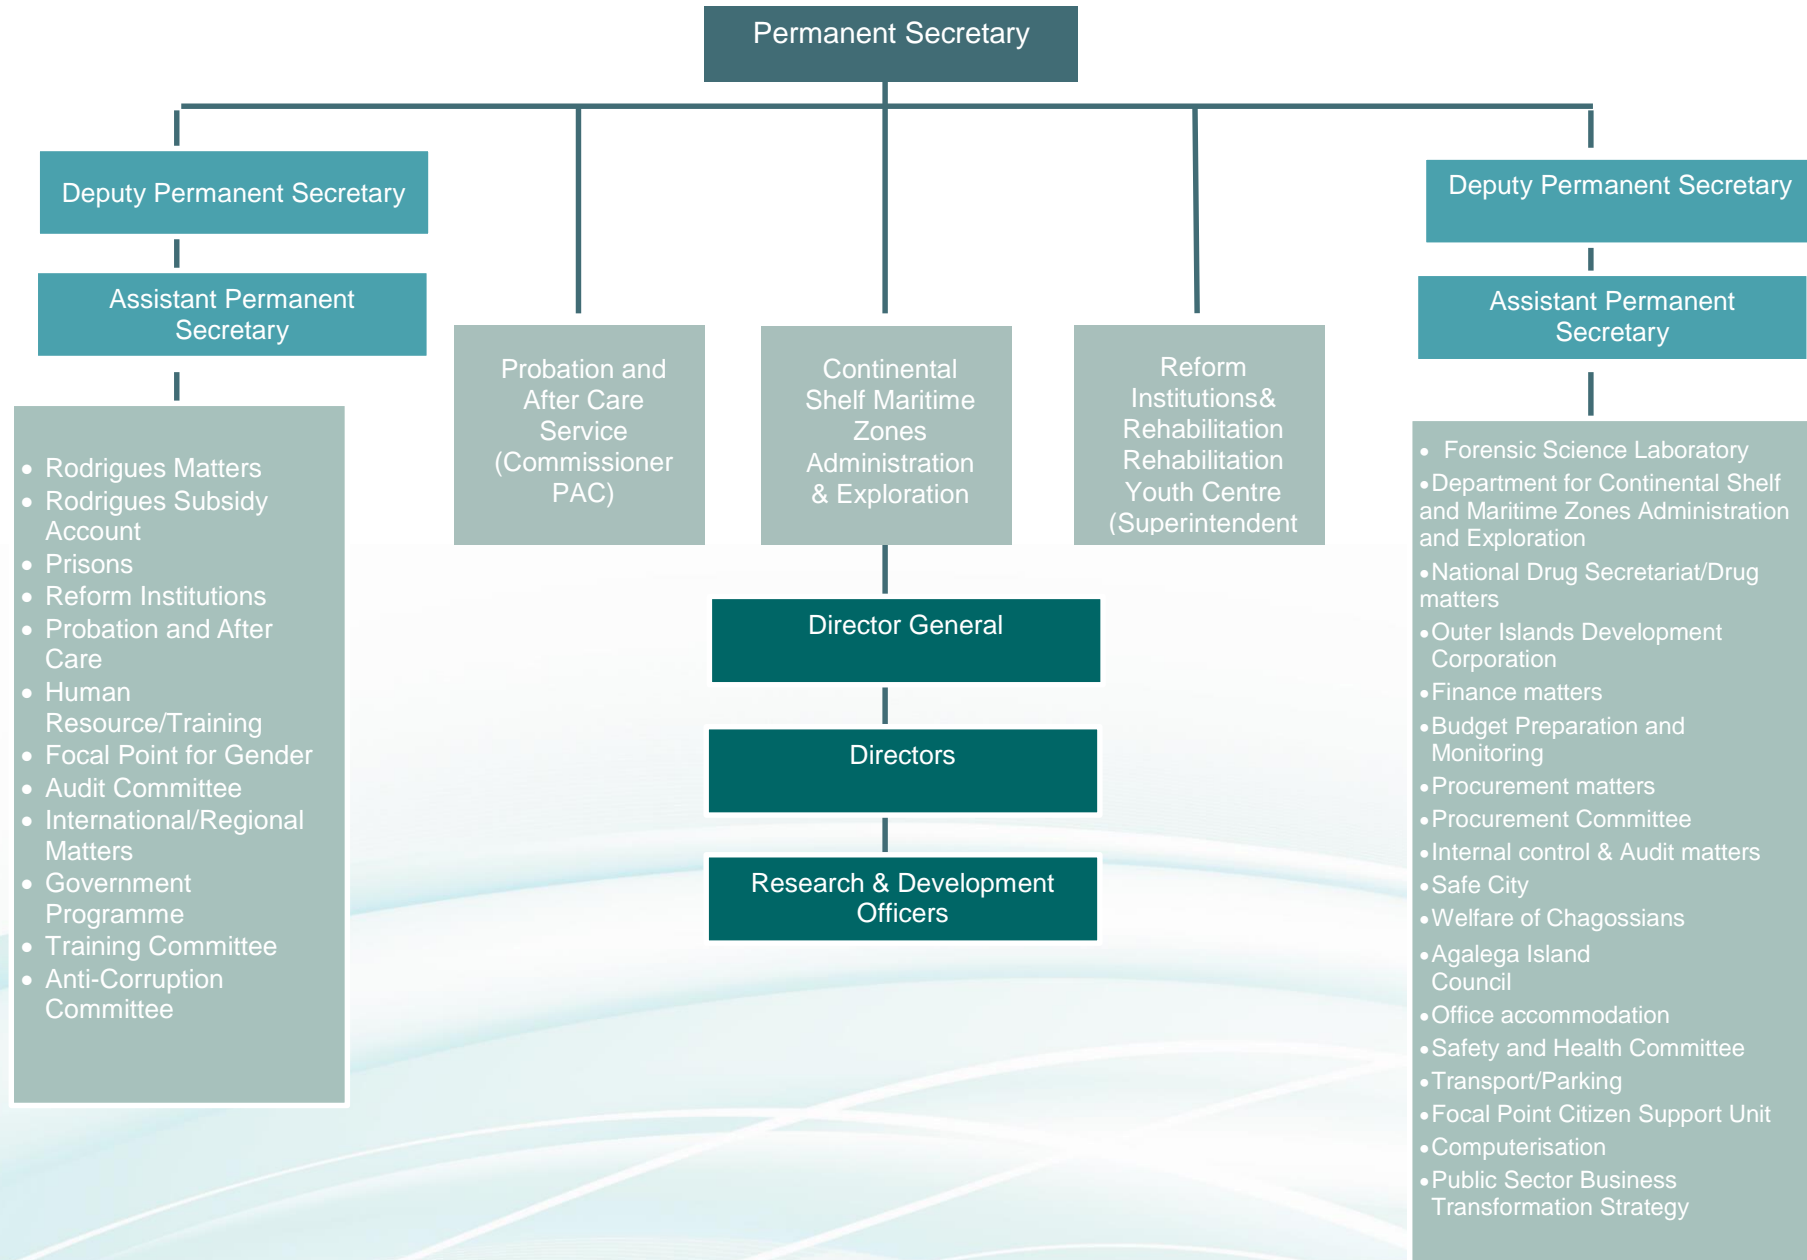 Permanent Secretary
Deputy Permanent Secretary
Assistant Permanent
Secretary
• Rodrigues Matters
• Rodrigues Subsidy
Account
• Prisons
• Reform Institutions
• Probation and After
Care
• Human
Resource/Training
• Focal Point for Gender
• Audit Committee
• International/Regional
Matters
• Government
Programme
• Training Committee
• Anti-Corruption
Committee
Probation and
After Care
Service
(Commissioner
PAC)
Continental
Shelf Maritime
Zones
Administration
& Exploration
Director General
Directors
Research & Development
Officers
Reform
Institutions&
Rehabilitation
Rehabilitation
Youth Centre
(Superintendent
Deputy Permanent Secretary
Assistant Permanent
Secretary
• Forensic Science Laboratory
•Department for Continental Shelf
and Maritime Zones Administration
and Exploration
•National Drug Secretariat/Drug
matters
•Outer Islands Development
Corporation
•Finance matters
•Budget Preparation and
Monitoring
•Procurement matters
•Procurement Committee
•Internal control & Audit matters
•Safe City
•Welfare of Chagossians
•Agalega Island
Council
•Office accommodation
•Safety and Health Committee
•Transport/Parking
•Focal Point Citizen Support Unit
•Computerisation
•Public Sector Business
Transformation Strategy